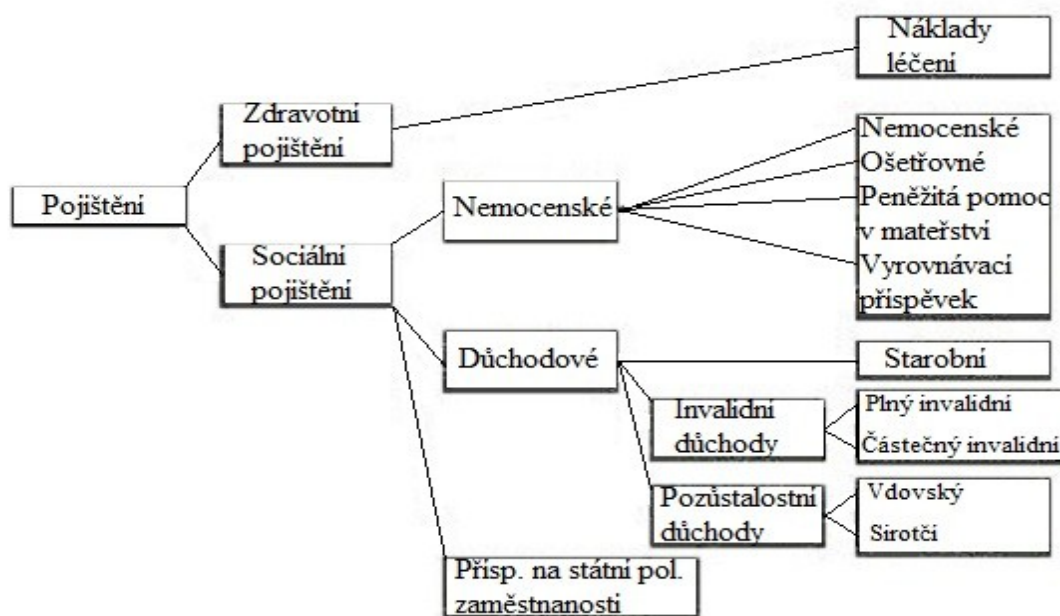 Náklady
léčení
Zdravotní
pojištění
Nemocenské
Ošetřovné
Peněžitá pomoc
v mateřství
Vyrovnávací
příspěvek
Pojištění
Nemocenské
Sociální
pojištění
Důchodové
Starobní
Invalidní
důchody
Plný invalidní
Částečný invalidní
Pozůstalostní
důchody
Vdovský
Sirotčí
Přísp. na státní pol.
zaměstnanosti